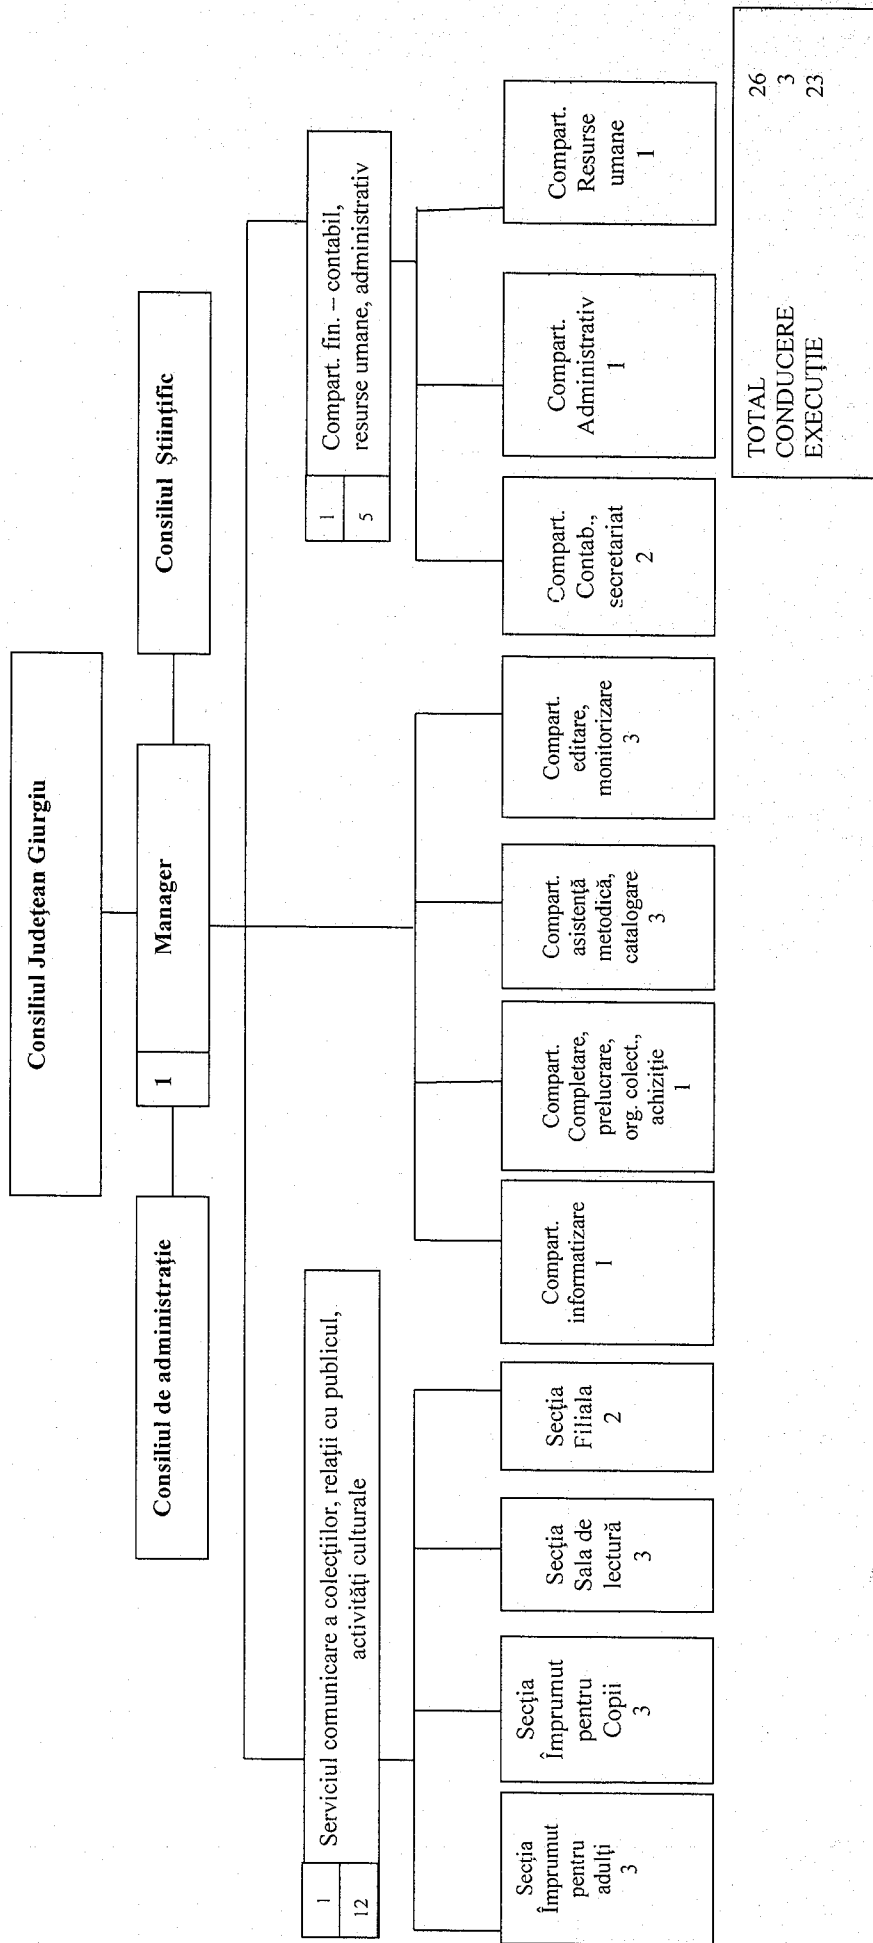 Consiliul Județean Giurgiu
Consiliul de administrație
1
Manager
Consiliul Științific
1
12
Serviciul comunicare a colecțiilor, relații cu publicul,
activități culturale
1
5
Compart. fin. – contabil,
resurse umane, administrativ
Secția
Împrumut
pentru
adulți
3
Secția
Împrumut
pentru
Copii
3
Secția
Sala de
lectură
3
Secția
Filiala
2
Compart.
informatizare
1
Compart.
Completare,
prelucrare,
org. colect.,
achiziție
1
Compart.
asistență
metodică,
catalogare
3
Compart.
editare,
monitorizare
3
Compart.
Contab.,
secretariat
2
Compart.
Administrativ
1
Compart.
Resurse
umane
1
TOTAL 26
CONDUCERE 3
EXECUȚIE 23